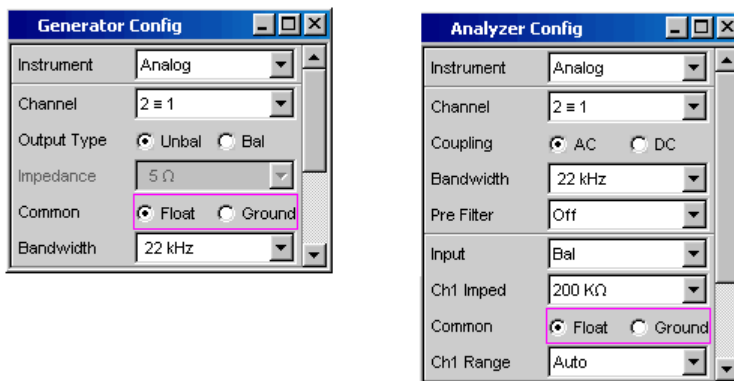 Generator Config
Instrument Analog
Channel 2 ≡ 1
Output Type Unbal Bal
Impedance 5 Ω
Common Float Ground
Bandwidth 22 kHz
Analyzer Config
Instrument Analog
Channel 2 ≡ 1
Coupling AC DC
Bandwidth 22 kHz
Pre Filter Off
Input Bal
Ch1 Imped 200 KΩ
Common Float Ground
Ch1 Range Auto